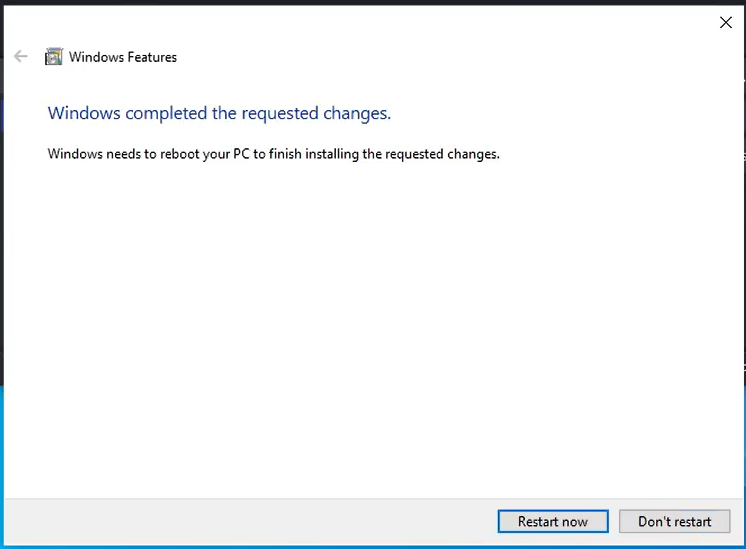 Windows Features
Windows completed the requested changes.
Windows needs to reboot your PC to finish installing the requested changes.
Restart now
Don't restart